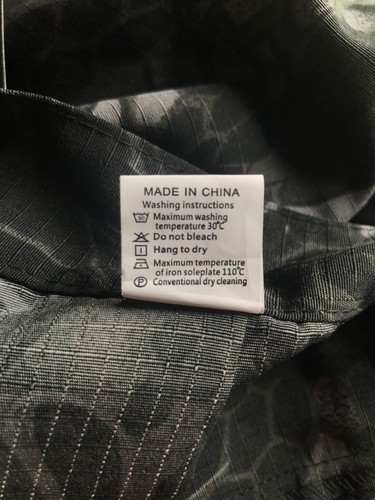 MADE IN CHINA
Washing instructions
30 Maximum washing
temperature 30℃
Do not bleach
Hang to dry
Maximum temperature
of iron soleplate 110℃
P Conventional dry cleaning